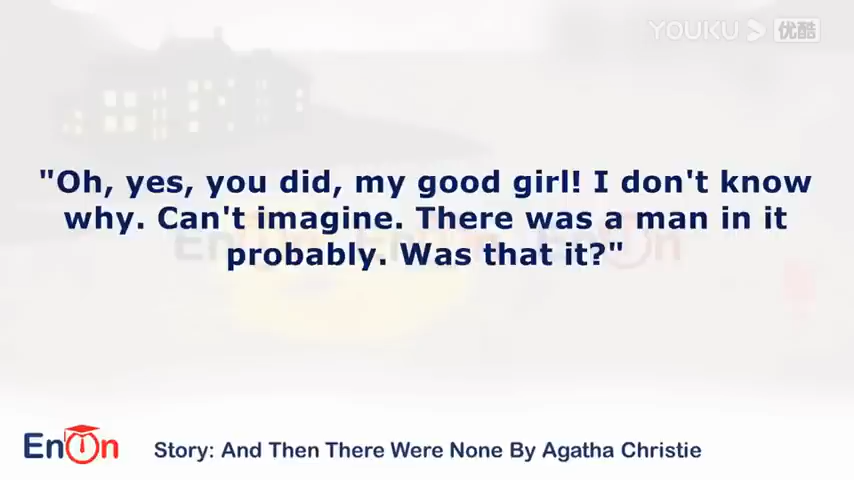 YOUKU 优酷
"Oh, yes, you did, my good girl! I don't know
why. Can't imagine. There was a man in it
probably. Was that it?"
EnOn
Story: And Then There Were None By Agatha Christie